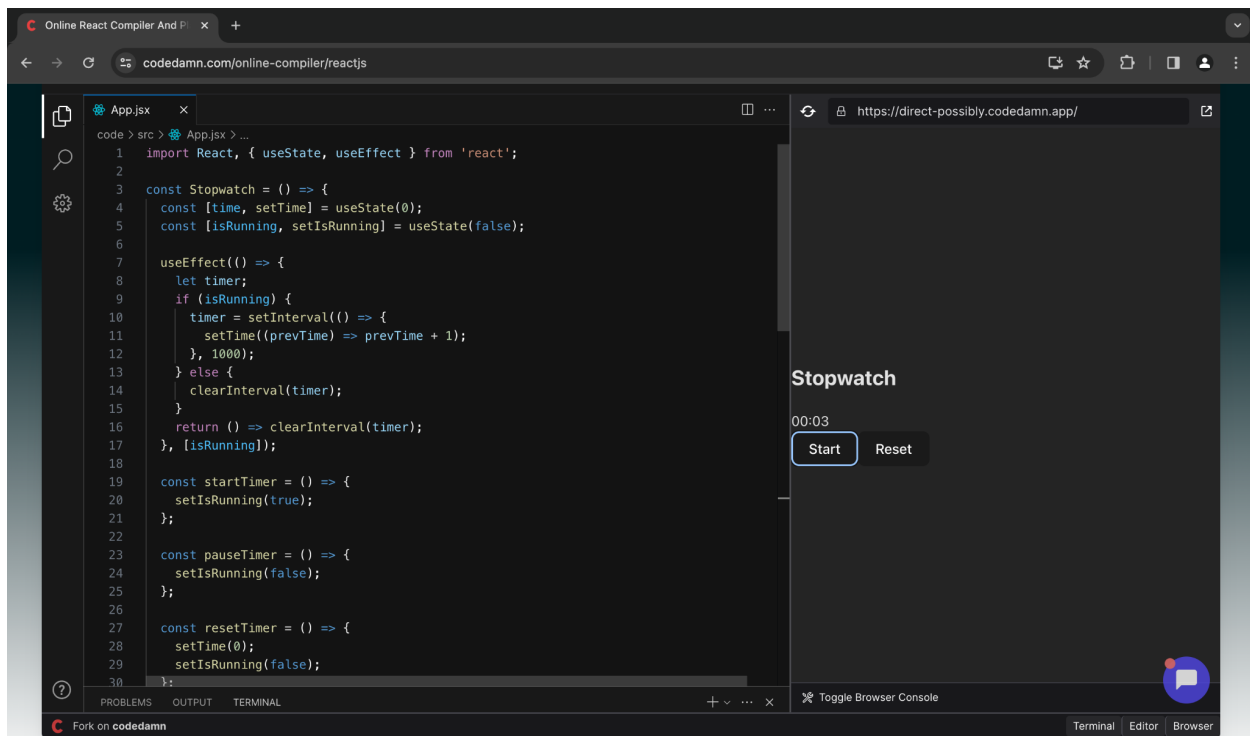 Online React Compiler And Pl
codedamn.com/online-compiler/reactjs
App.jsx
https://direct-possibly.codedamn.app/
code > src > App.jsx > ...
1 import React, { useState, useEffect } from 'react';
2
3 const Stopwatch = () => {
4 const [time, setTime] = useState(0);
5 const [isRunning, setIsRunning] = useState(false);
6
7 useEffect(() => {
8 let timer;
9 if (isRunning) {
10 timer = setInterval(() => {
11 setTime((prevTime) => prevTime + 1);
12 }, 1000);
13 } else {
14 clearInterval(timer);
15 }
16 return () => clearInterval(timer);
17 }, [isRunning]);
18
19 const startTimer = () => {
20 setIsRunning(true);
21 };
22
23 const pauseTimer = () => {
24 setIsRunning(false);
25 };
26
27 const resetTimer = () => {
28 setTime(0);
29 setIsRunning(false);
30 };
Stopwatch
00:03
Start Reset
PROBLEMS OUTPUT TERMINAL
Toggle Browser Console
Fork on codedamn
Terminal Editor Browser